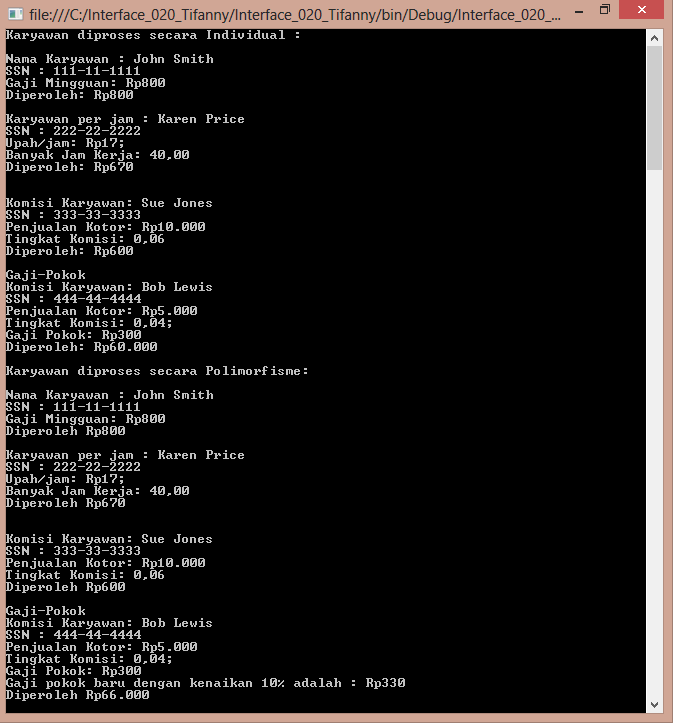 file:///C:/Interface_020_Tifanny/Interface_020_Tifanny/bin/Debug/Interface_020_...
Karyawan diproses secara Individual :
Nama Karyawan : John Smith
SSN : 111-11-1111
Gaji Mingguan: Rp800
Diperoleh: Rp800
Karyawan per jam : Karen Price
SSN : 222-22-2222
Upah/jam: Rp17;
Banyak Jam Kerja: 40,00
Diperoleh: Rp670
Komisi Karyawan: Sue Jones
SSN : 333-33-3333
Penjualan Kotor: Rp10.000
Tingkat Komisi: 0,06
Diperoleh: Rp600
Gaji-Pokok
Komisi Karyawan: Bob Lewis
SSN : 444-44-4444
Penjualan Kotor: Rp5.000
Tingkat Komisi: 0,04;
Gaji Pokok: Rp300
Diperoleh: Rp60.000
Karyawan diproses secara Polimorfisme:
Nama Karyawan : John Smith
SSN : 111-11-1111
Gaji Mingguan: Rp800
Diperoleh Rp800
Karyawan per jam : Karen Price
SSN : 222-22-2222
Upah/jam: Rp17;
Banyak Jam Kerja: 40,00
Diperoleh Rp670
Komisi Karyawan: Sue Jones
SSN : 333-33-3333
Penjualan Kotor: Rp10.000
Tingkat Komisi: 0,06
Diperoleh Rp600
Gaji-Pokok
Komisi Karyawan: Bob Lewis
SSN : 444-44-4444
Penjualan Kotor: Rp5.000
Tingkat Komisi: 0,04;
Gaji Pokok: Rp300
Gaji pokok baru dengan kenaikan 10% adalah : Rp330
Diperoleh Rp66.000